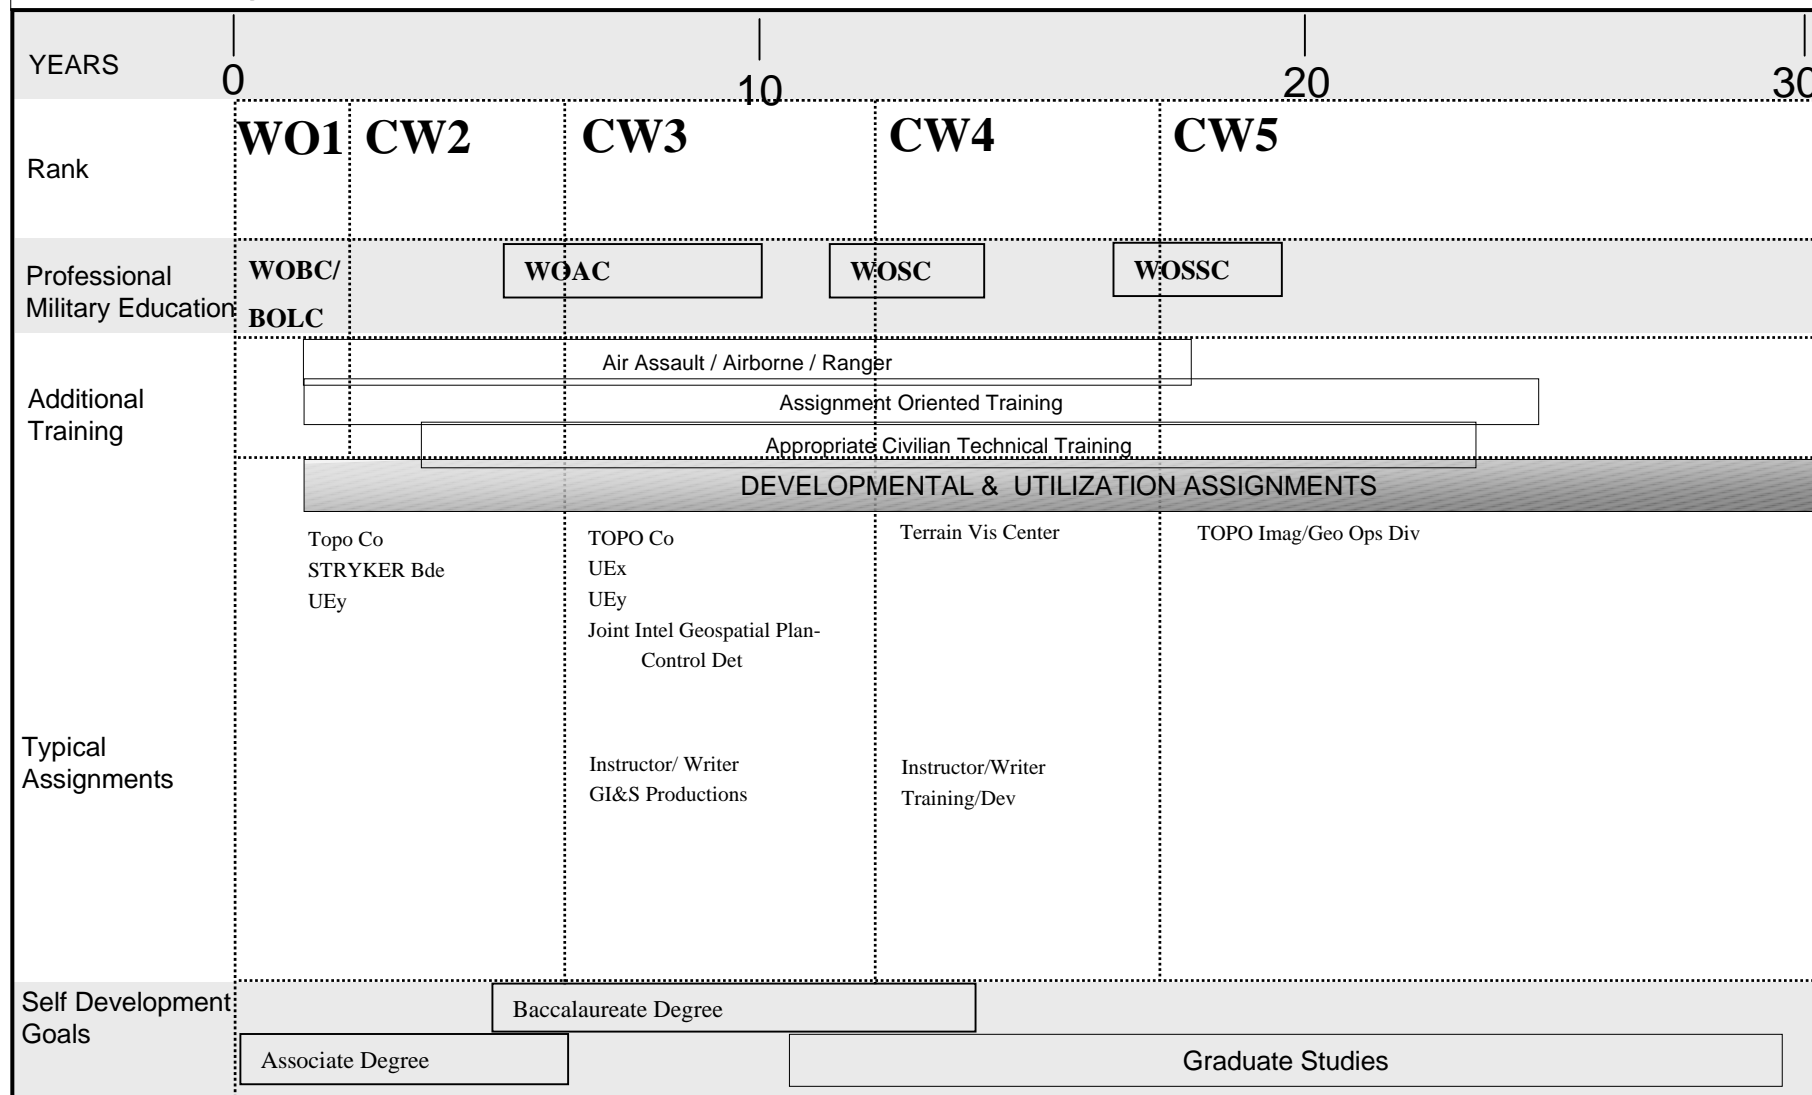 YEARS
0
10
20
30
Rank
WO1
CW2
CW3
CW4
CW5
Professional
Military Education
WOBC/
BOLC
WOAC
WOSC
WOSSC
Additional
Training
Air Assault / Airborne / Ranger
Assignment Oriented Training
Appropriate Civilian Technical Training
DEVELOPMENTAL & UTILIZATION ASSIGNMENTS
Typical
Assignments
Topo Co
STRYKER Bde
UEy
TOPO Co
UEx
UEy
Joint Intel Geospatial Plan-
Control Det
Instructor/ Writer
GI&S Productions
Terrain Vis Center
Instructor/Writer
Training/Dev
TOPO Imag/Geo Ops Div
Self Development
Goals
Baccalaureate Degree
Associate Degree
Graduate Studies